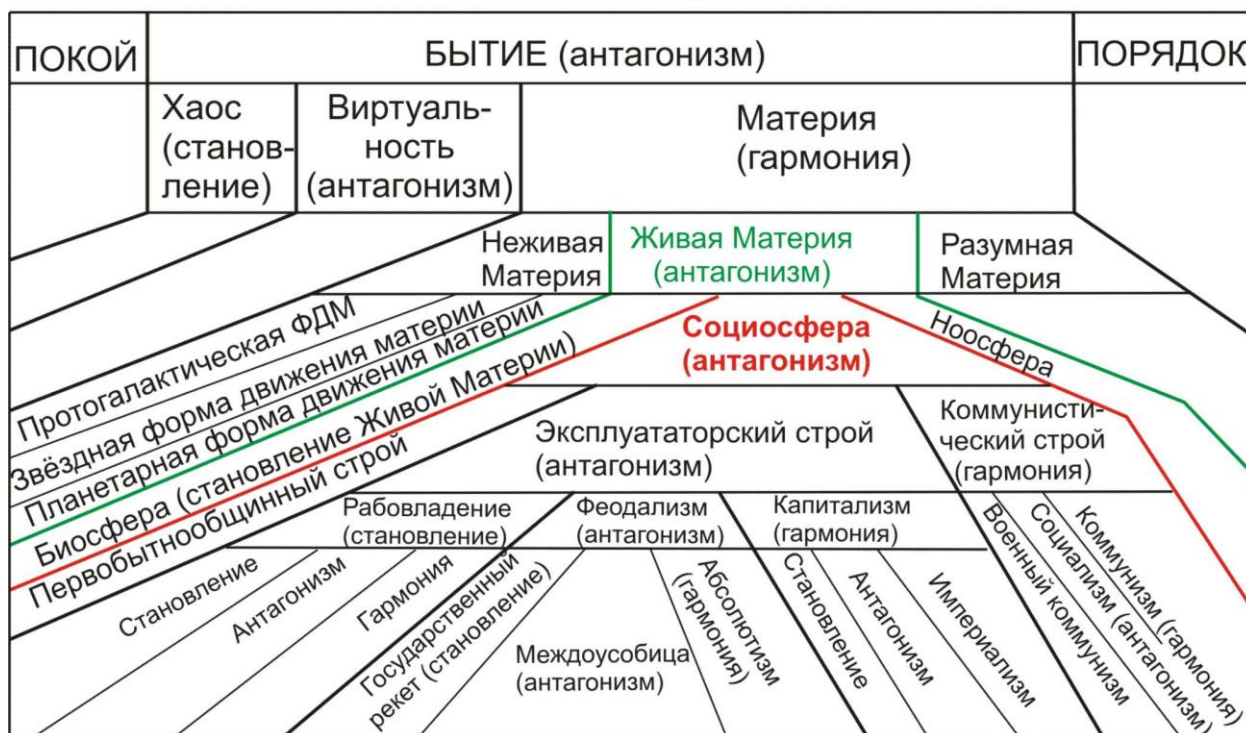 ПОКОЙ
БЫТИЕ (антагонизм)
ПОРЯДОК
Хаос
(станов-
ление)
Виртуаль-
ность
(антагонизм)
Материя
(гармония)
Неживая
Материя
Живая Материя
(антагонизм)
Разумная
Материя
Протогалактическая ФДМ
Звёздная форма движения материи
Планетарная форма движения материи
Биосфера (становление Живой Материи)
Социосфера
(антагонизм)
Ноосфера
Первобытнообщинный строй
Эксплуататорский строй
(антагонизм)
Коммунисти-
ческий строй
(гармония)
Рабовладение
(становление)
Феодализм
(антагонизм)
Капитализм
(гармония)
Становление
Антагонизм
Гармония
Государственный
рекет (становление)
Междоусобица
(антагонизм)
Абсолютизм
(гармония)
Становление
Антагонизм
Империализм
Военный коммунизм
Социализм (антагонизм)
Коммунизм (гармония)